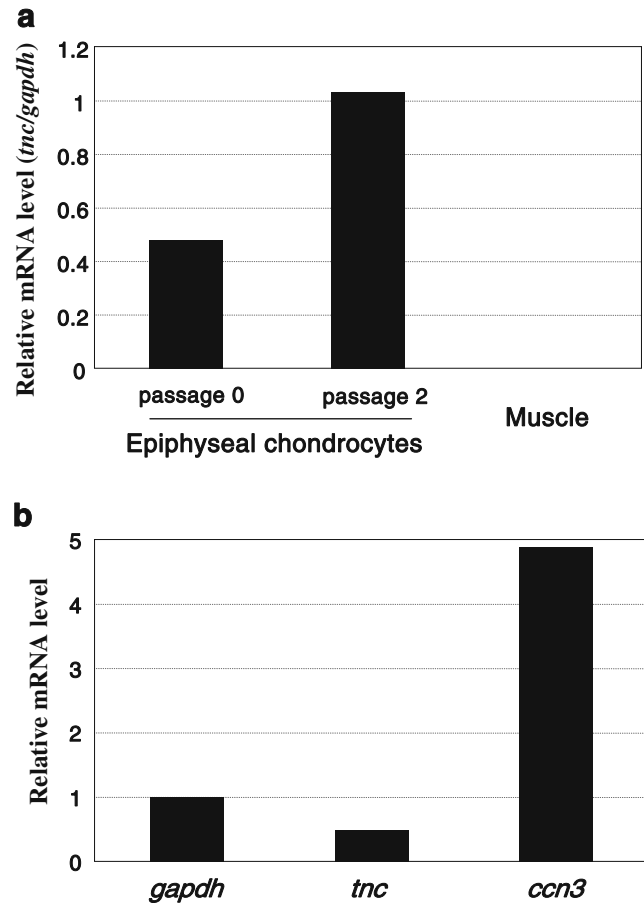 a
Relative mRNA level (tnc/gapdh)
1.2
1
0.8
0.6
0.4
0.2
0
passage 0
passage 2
Epiphyseal chondrocytes
Muscle
b
Relative mRNA level
5
4
3
2
1
0
gapdh
tnc
ccn3